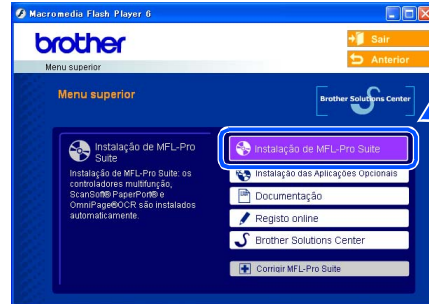 Macromedia Flash Player 6
brother
Sair
Anterior
Menu superior
Menu superior
Brother Solutions Center
Instalação de MFL-Pro
Suite
Instalação de MFL-Pro Suite: os
controladores multifunção,
ScanSoft® PaperPort® e
OmniPage®OCR são instalados
automaticamente.
Instalação de MFL-Pro Suite
Instalação das Aplicações Opcionais
Documentação
Registo online
Brother Solutions Center
Corrigir MFL-Pro Suite